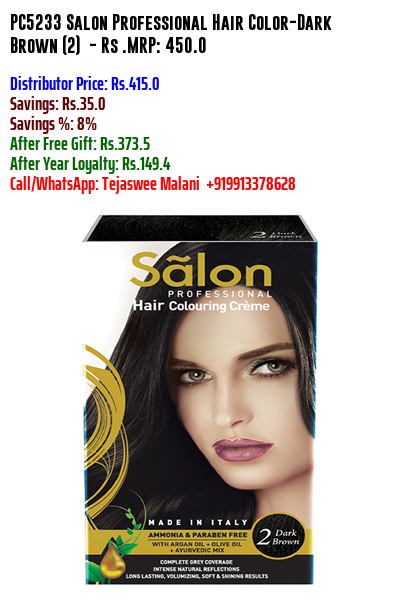 PC5233 Salon Professional Hair Color-Dark
Brown (2)  - Rs .MRP: 450.0
Distributor Price: Rs.415.0
Savings: Rs.35.0
Savings %: 8%
After Free Gift: Rs.373.5
After Year Loyalty: Rs.149.4
Call/WhatsApp: Tejaswee Malani  +919913378628
2 Dark
Brown
Sãlon
PROFESSIONAL
Hair Colouring Crème
MADE IN ITALY
AMMONIA & PARABEN FREE
WITH ARGAN OIL + OLIVE OIL
+ AYURVEDIC MIX
2 Dark
Brown
COMPLETE GREY COVERAGE
INTENSE NATURAL REFLECTIONS
LONG LASTING, VOLUMIZING, SOFT & SHINING RESULTS